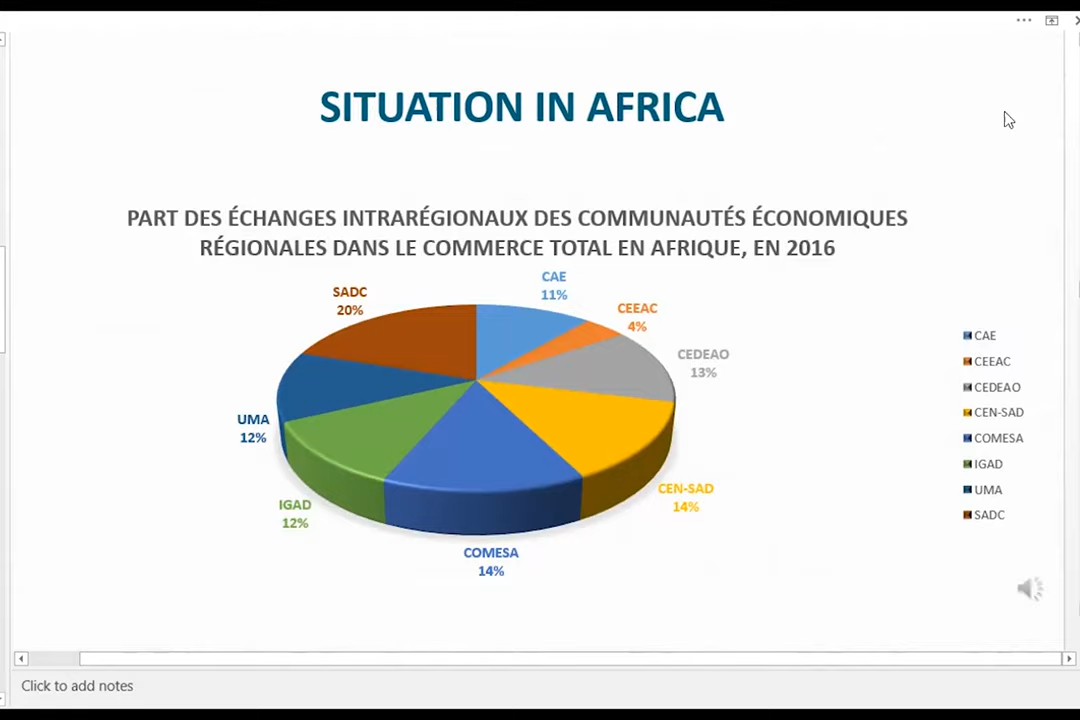 SITUATION IN AFRICA
PART DES ÉCHANGES INTRARÉGIONAUX DES COMMUNAUTÉS ÉCONOMIQUES
RÉGIONALES DANS LE COMMERCE TOTAL EN AFRIQUE, EN 2016
CAE
11%
SADC
20%
CEEAC
4%
CEDEAO
13%
UMA
12%
CEN-SAD
14%
IGAD
12%
COMESA
14%
CAE
CEEAC
CEDEAO
CEN-SAD
COMESA
IGAD
UMA
SADC
Click to add notes